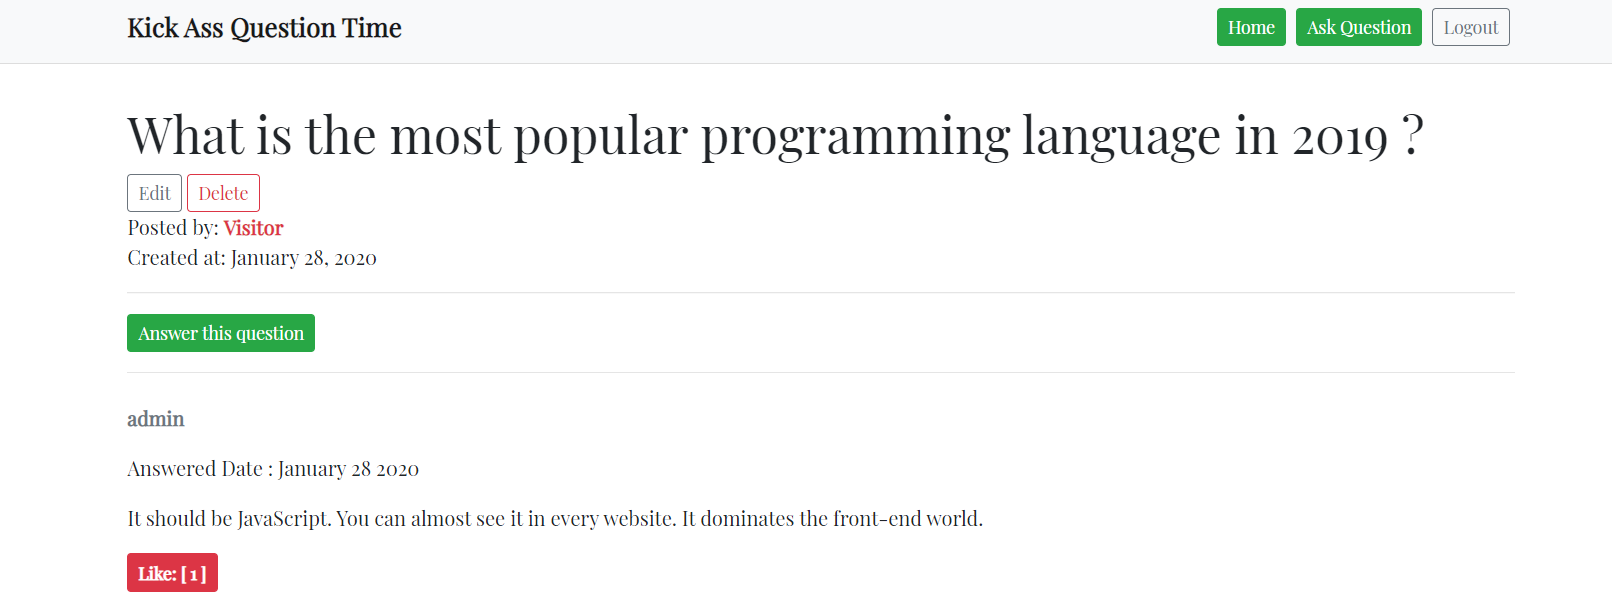 Kick Ass Question Time
Home Ask Question Logout
What is the most popular programming language in 2019 ?
Edit Delete
Posted by: Visitor
Created at: January 28, 2020
Answer this question
admin
Answered Date : January 28 2020
It should be JavaScript. You can almost see it in every website. It dominates the front-end world.
Like: [ 1 ]